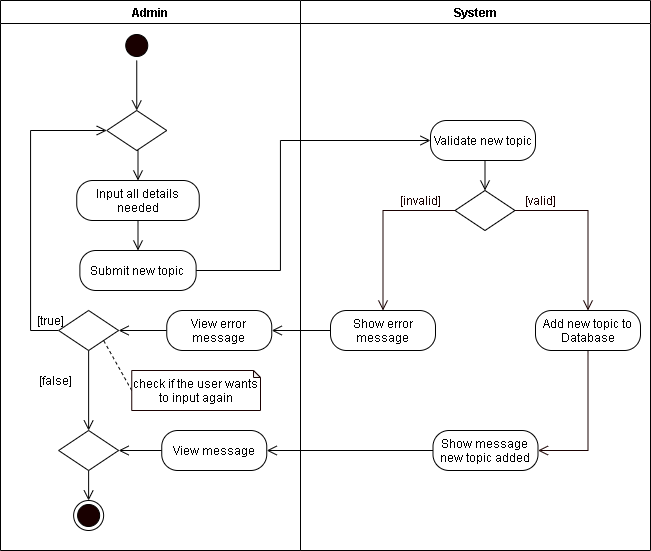 Admin
System
Validate new topic
Input all details
needed
[invalid]
[valid]
Submit new topic
[true]
View error
message
Show error
message
Add new topic to
Database
[false]
check if the user wants
to input again
View message
Show message
new topic added